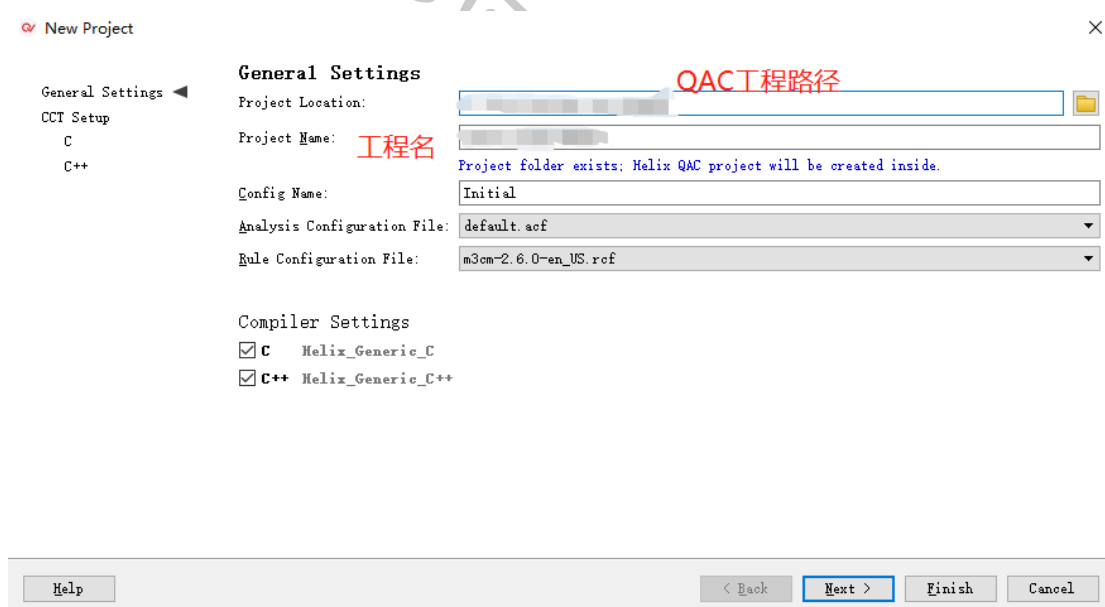 New Project
General Settings
CCT Setup
C
C++
General Settings
QAC工程路径
Project Location:
Project Name:
工程名
Project folder exists; Helix QAC project will be created inside.
Config Name:
Initial
Analysis Configuration File:
default.acf
Rule Configuration File:
m3cm-2.6.0-en_US.rcf
Compiler Settings
C Helix_Generic_C
C++ Helix_Generic_C++
Help
< Back
Next >
Finish
Cancel